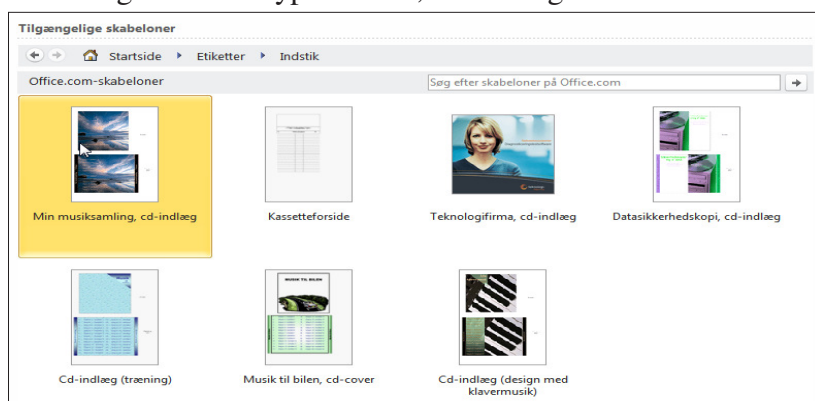 Tilgængelige skabeloner
Startside Etiketter Indstik
Office.com-skabeloner Søg efter skabeloner på Office.com
Min musiksamling, cd-indlæg Kassetteforside Teknologifirma, cd-indlæg Datasikkerhedskopi, cd-indlæg
MUSIK TIL BILEN
Cd-indlæg (træning) Musik til bilen, cd-cover Cd-indlæg (design med
klavermusik)